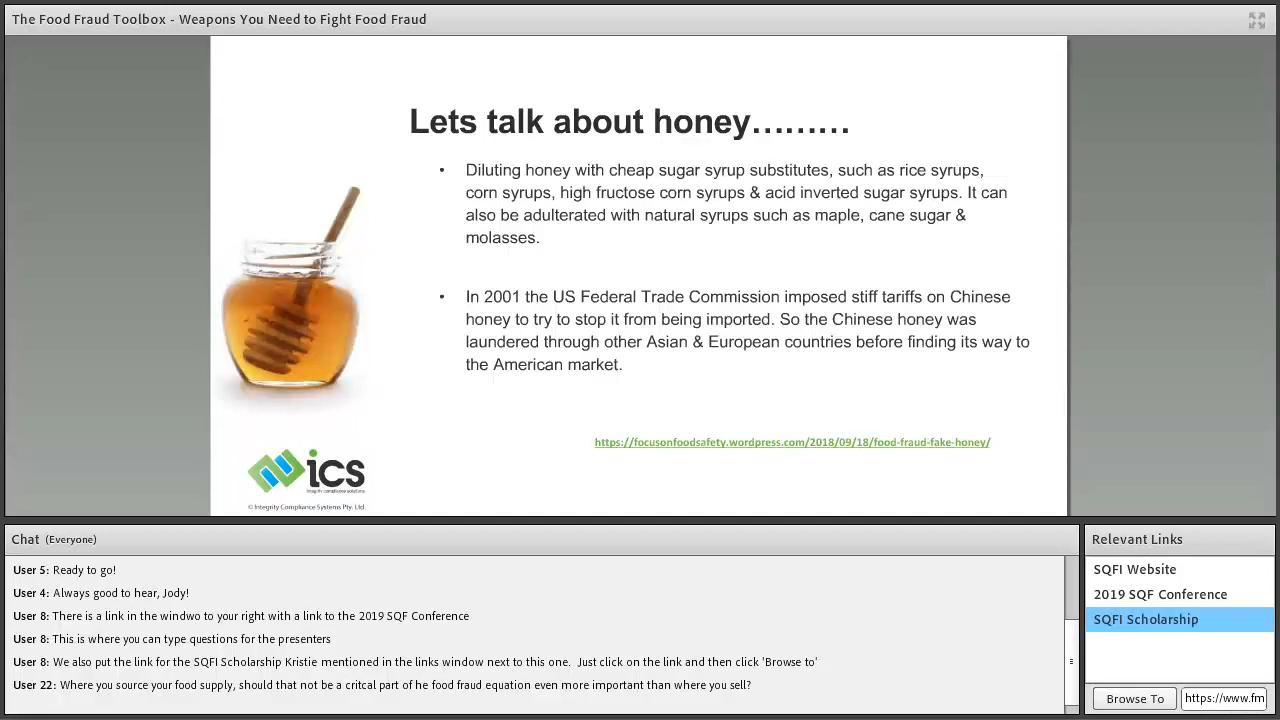 The Food Fraud Toolbox - Weapons You Need to Fight Food Fraud
Lets talk about honey………
• Diluting honey with cheap sugar syrup substitutes, such as rice syrups,
corn syrups, high fructose corn syrups & acid inverted sugar syrups. It can
also be adulterated with natural syrups such as maple, cane sugar &
molasses.
• In 2001 the US Federal Trade Commission imposed stiff tariffs on Chinese
honey to try to stop it from being imported. So the Chinese honey was
laundered through other Asian & European countries before finding its way to
the American market.
https://focusonfoodsafety.wordpress.com/2018/09/18/food-fraud-fake-honey/
ics
integrity compliance solutions
© Integrity Compliance Systems Pty. Ltd.
Chat (Everyone)
User 5: Ready to go!
User 4: Always good to hear, Jody!
User 8: There is a link in the windwo to your right with a link to the 2019 SQF Conference
User 8: This is where you can type questions for the presenters
User 8: We also put the link for the SQFI Scholarship Kristie mentioned in the links window next to this one.  Just click on the link and then click 'Browse to'
User 22: Where you source your food supply, should that not be a critcal part of he food fraud equation even more important than where you sell?
Relevant Links
SQFI Website
2019 SQF Conference
SQFI Scholarship
Browse To
https://www.fm